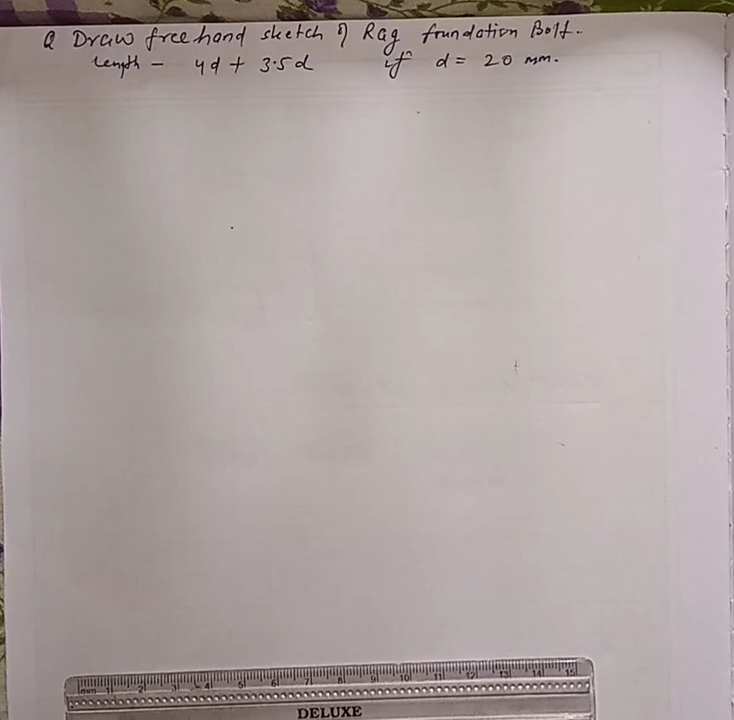 Q Draw free hand sketch of Rag foundation Bolt.
Length - 4d + 3.5d if d = 20 mm.
mm 1 2 3 4 5 6 7 8 9 10 11 12 13 14 15
DELUXE